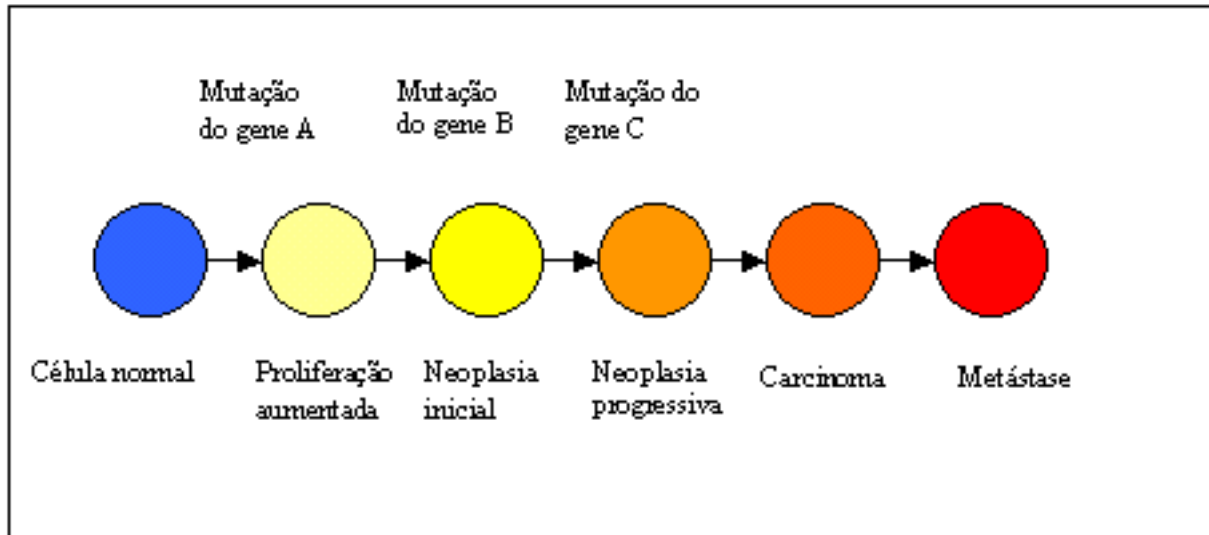 Mutação
do gene A
Mutação
do gene B
Mutação do
gene C
Célula normal
Proliferação
aumentada
Neoplasia
inicial
Neoplasia
progressiva
Carcinoma
Metástase